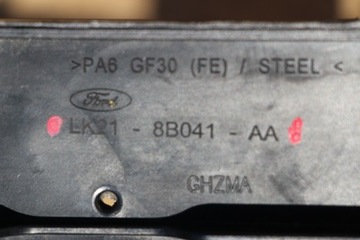 >PA6 GF30 (FE) / STEEL <
Ford
LK21 - 8B041 - AA
GHZMA